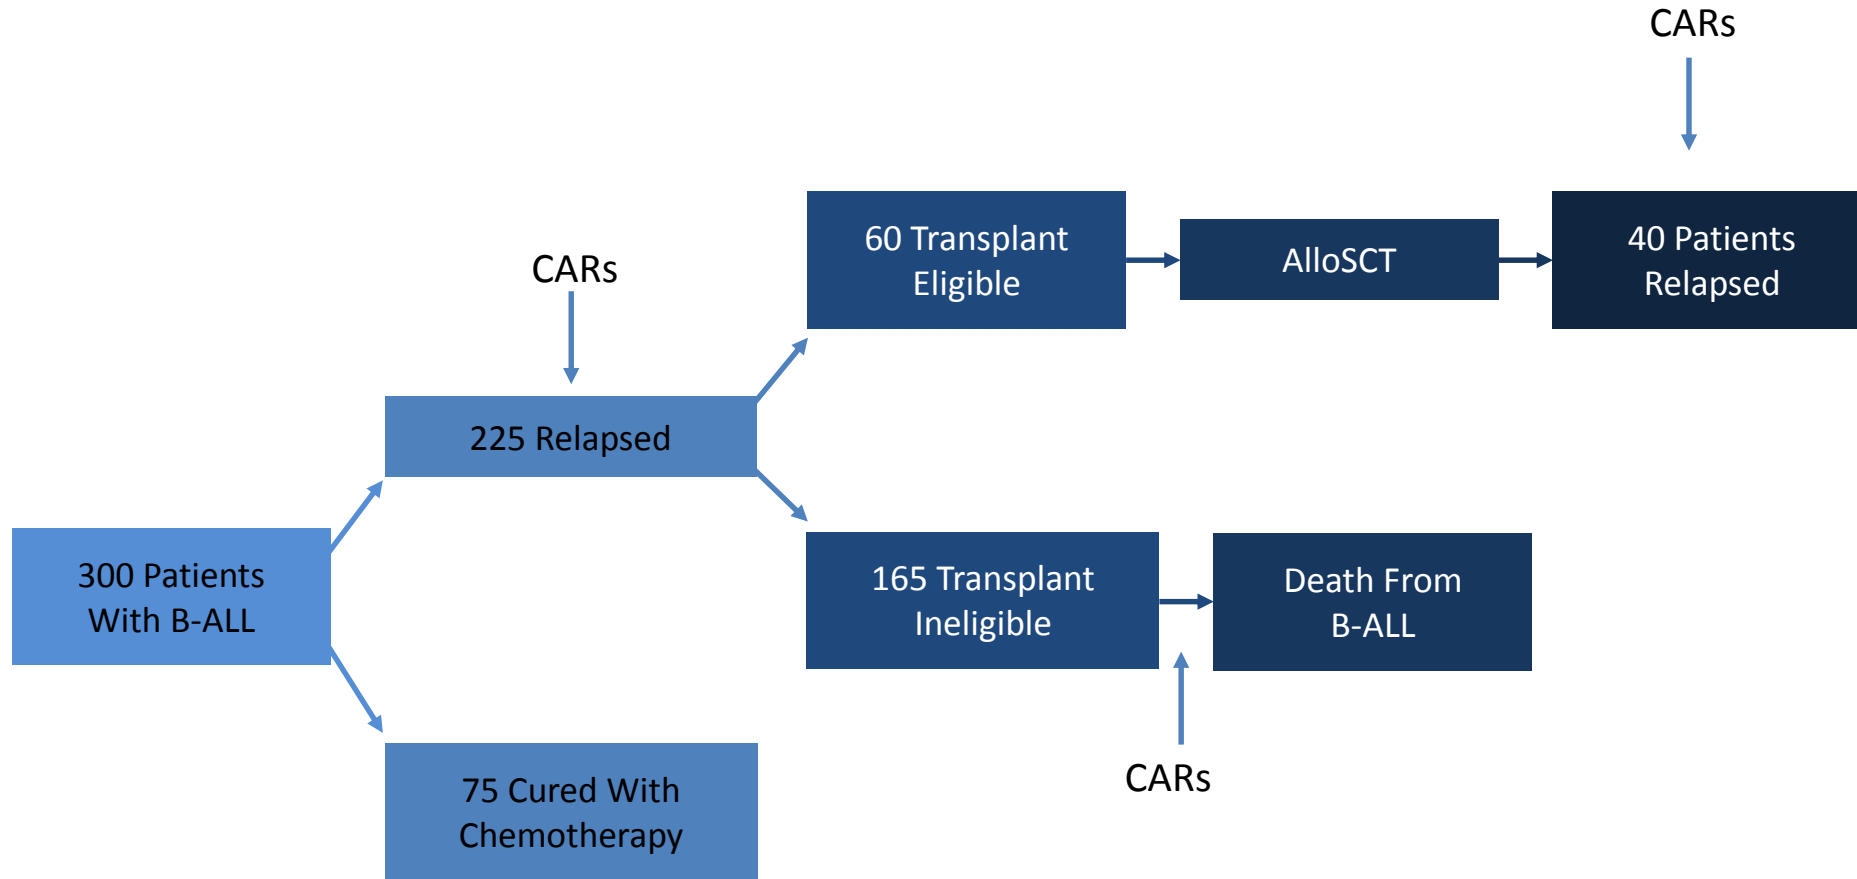 CARs
60 Transplant
Eligible
AlloSCT
40 Patients
Relapsed
CARs
225 Relapsed
300 Patients
With B-ALL
165 Transplant
Ineligible
Death From
B-ALL
CARs
75 Cured With
Chemotherapy